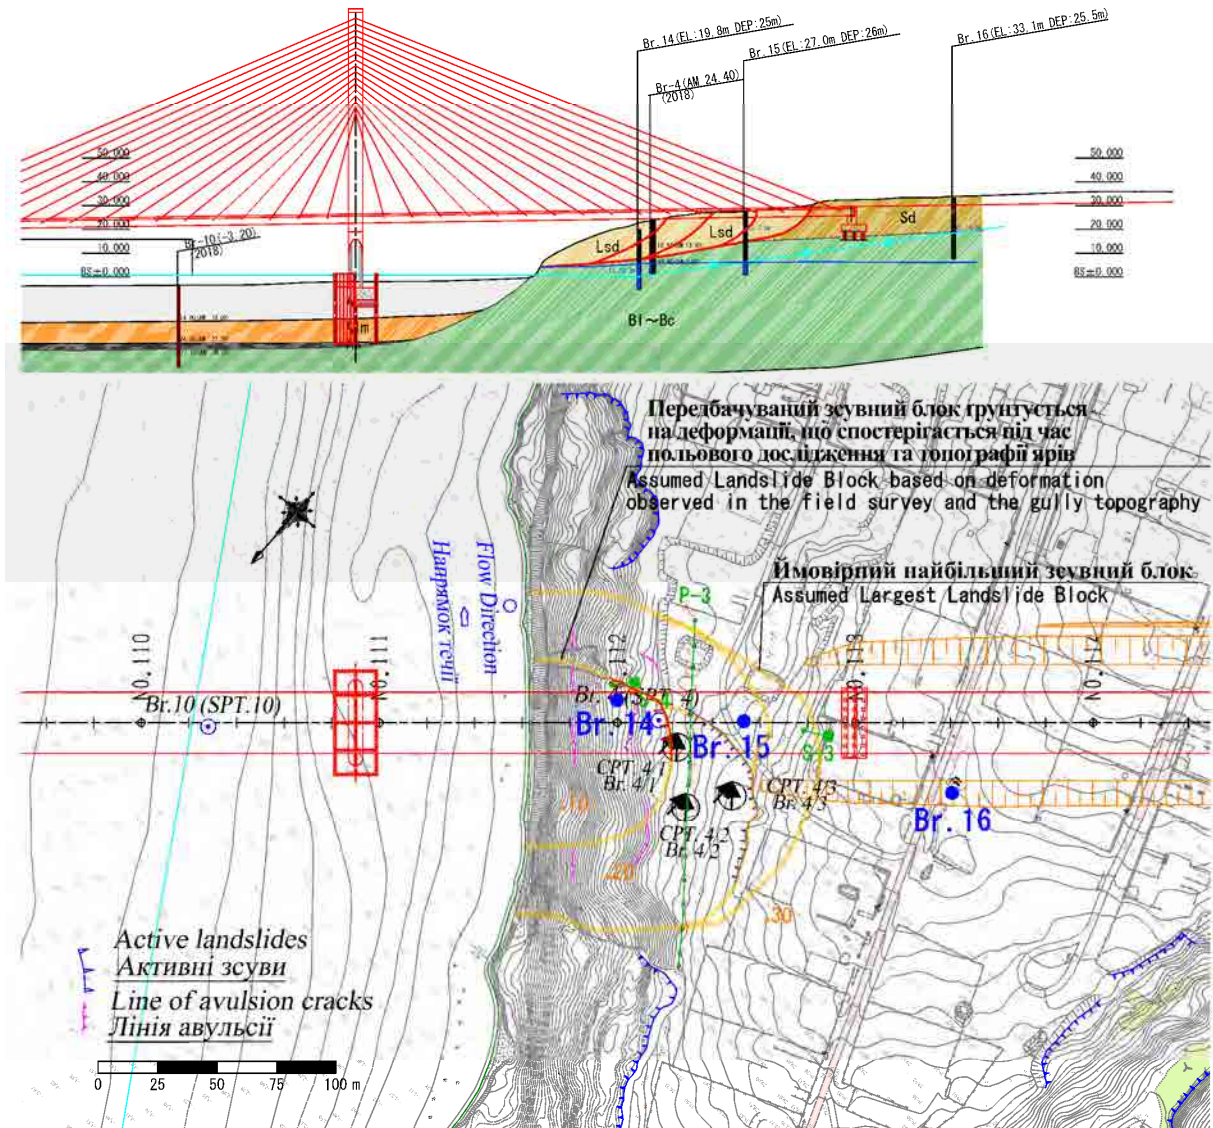 Br.14(EL:19.8m DEP:25m)
Br.15(EL:27.0m DEP:26m)
Br.16(EL:33.1m DEP:25.5m)
Br-4(AM 24.40)
(2018)
50.000
40.000
30.000
20.000
10.000
BS±0.000
Br-10(-3.20)
(2018)
50.000
40.000
30.000
20.000
10.000
BS±0.000
Lsd
Lsd
Sd
m
Bl~Bc
Передбачуваний зсувний блок ґрунтується
на деформації, що спостерігається під час
польового дослідження та топографії ярів
Assumed Landslide Block based on deformation
observed in the field survey and the gully topography
Ймовірний найбільший зсувний блок
Assumed Largest Landslide Block
Flow Direction
Напрямок течії
P-3
NO.110
NO.111
112
NO.113
NO.114
Br.10 (SPT.10)
(SPT.4)
Br.14
Br.15
S-3
CPT.4/1
Br.4/1
CPT.4/3
Br.4/3
CPT.4/2
Br.4/2
Br.16
.10
.20
.30
Active landslides
Активні зсуви
Line of avulsion cracks
Лінія авульсії
0 25 50 75 100 m